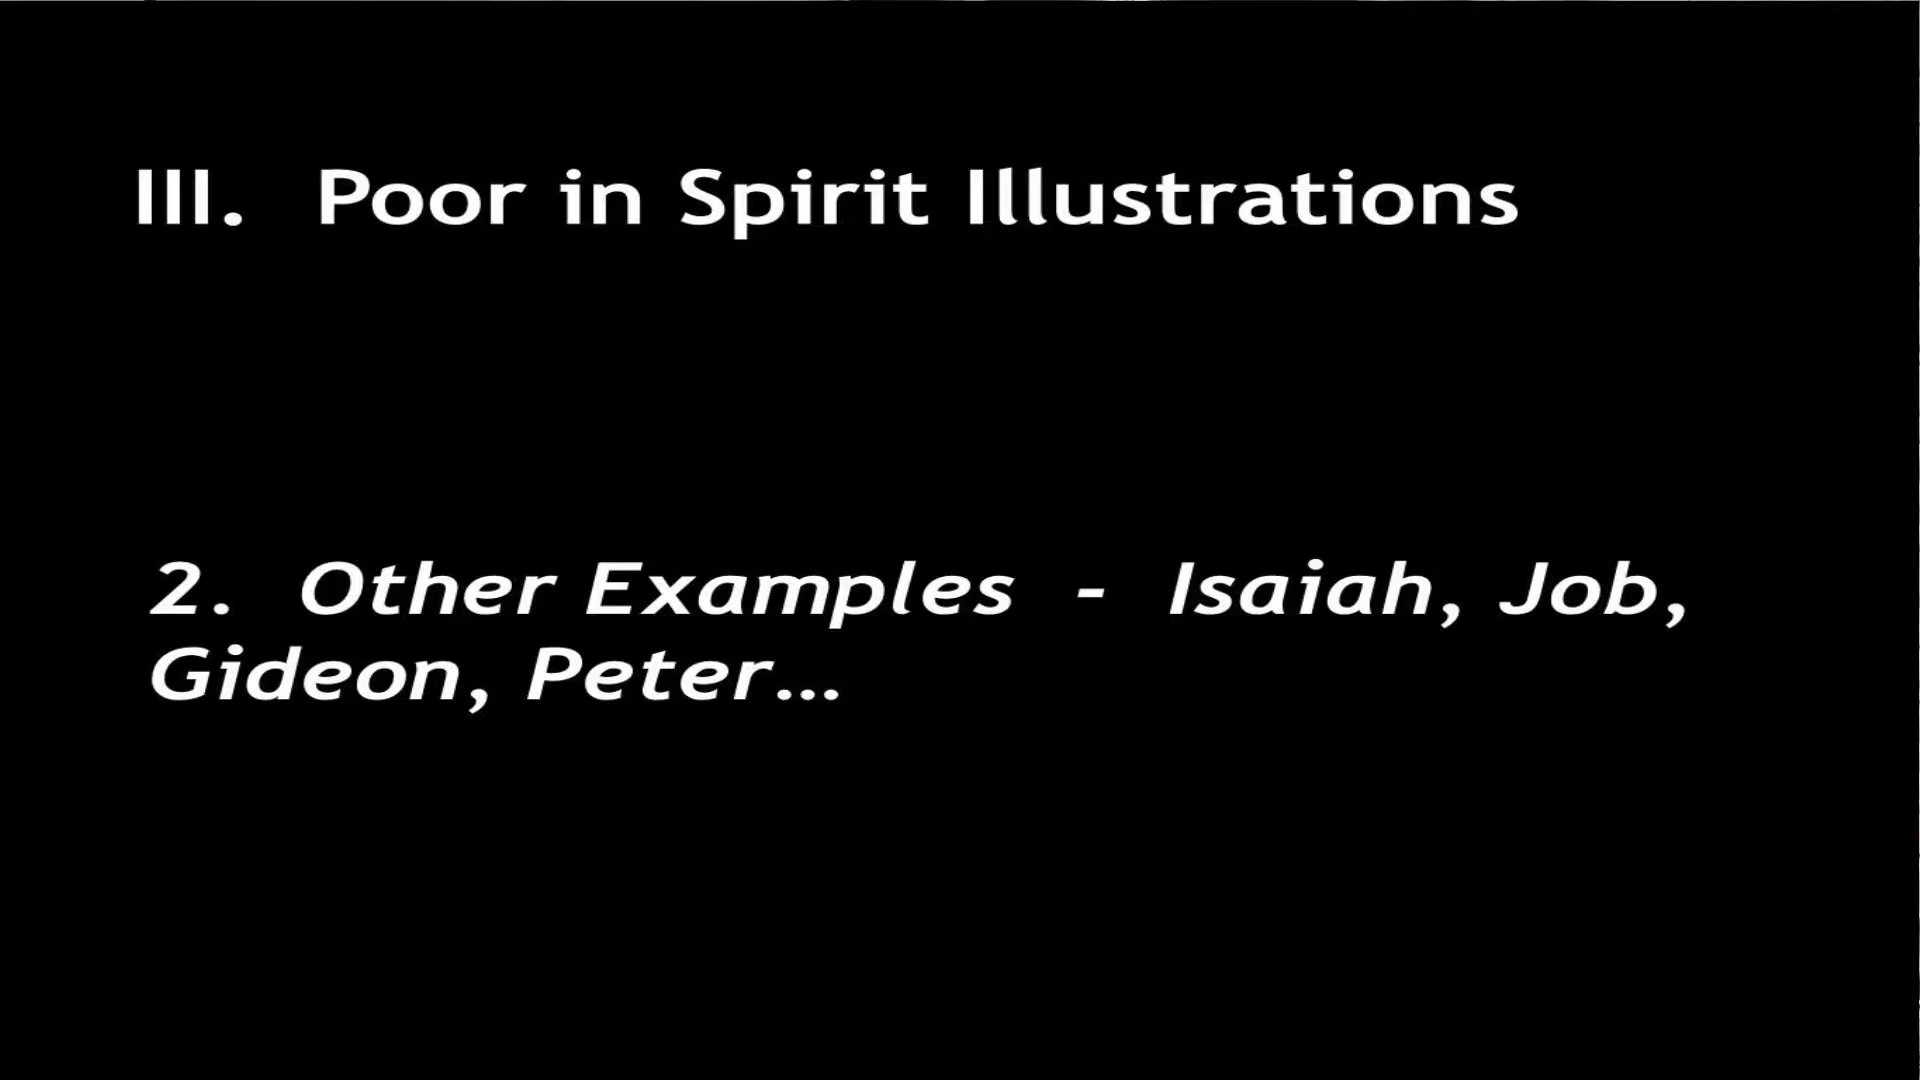 III. Poor in Spirit Illustrations
2. Other Examples - Isaiah, Job,
Gideon, Peter...